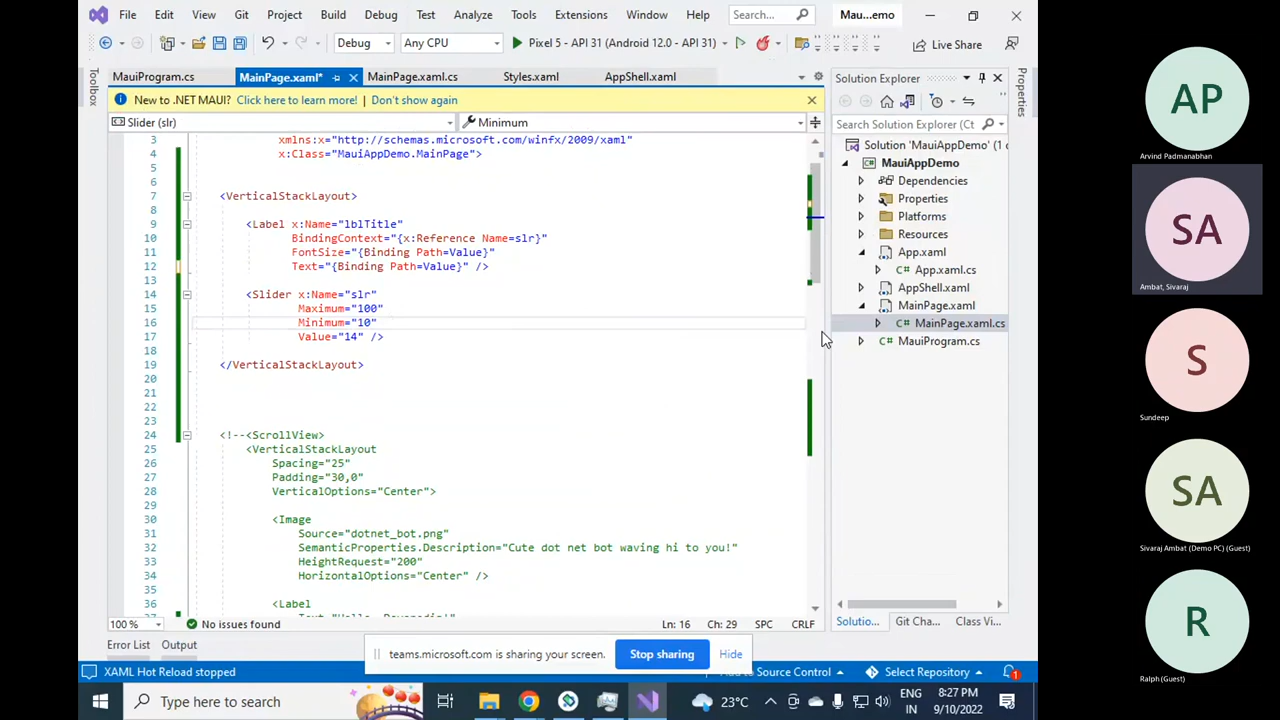 File Edit View Git Project Build Debug Test Analyze Tools Extensions Window Help Search... Mau...emo
Debug Any CPU Pixel 5 - API 31 (Android 12.0 - API 31) Live Share
MauiProgram.cs MainPage.xaml* MainPage.xaml.cs Styles.xaml AppShell.xaml
New to .NET MAUI? Click here to learn more! | Don't show again
Slider (slr) Minimum
3 xmlns:x="http://schemas.microsoft.com/winfx/2009/xaml"
4 x:Class="MauiAppDemo.MainPage">
5
6
7 <VerticalStackLayout>
8
9 <Label x:Name="lblTitle"
10 BindingContext="{x:Reference Name=slr}"
11 FontSize="{Binding Path=Value}"
12 Text="{Binding Path=Value}" />
13
14 <Slider x:Name="slr"
15 Maximum="100"
16 Minimum="10"
17 Value="14" />
18
19 </VerticalStackLayout>
20
21
22
23
24 <!--<ScrollView>
25 <VerticalStackLayout
26 Spacing="25"
27 Padding="30,0"
28 VerticalOptions="Center">
29
30 <Image
31 Source="dotnet_bot.png"
32 SemanticProperties.Description="Cute dot net bot waving hi to you!"
33 HeightRequest="200"
34 HorizontalOptions="Center" />
35
36 <Label
100 % No issues found Ln: 16 Ch: 29 SPC CRLF
Error List Output
XAML Hot Reload stopped
teams.microsoft.com is sharing your screen. Stop sharing Hide
to Source Control Select Repository 1
Toolbox
Solution Explorer
Search Solution Explorer (Ct
Solution 'MauiAppDemo' (1 c
MauiAppDemo
Dependencies
Properties
Platforms
Resources
App.xaml
App.xaml.cs
AppShell.xaml
MainPage.xaml
MainPage.xaml.cs
MauiProgram.cs
Solutio... Git Cha... Class Vi...
Properties
Type here to search 23°C ENG IN 8:27 PM 9/10/2022
AP
Arvind Padmanabhan
SA
Ambat, Sivaraj
S
Sundeep
SA
Sivaraj Ambat (Demo PC) (Guest)
R
Ralph (Guest)